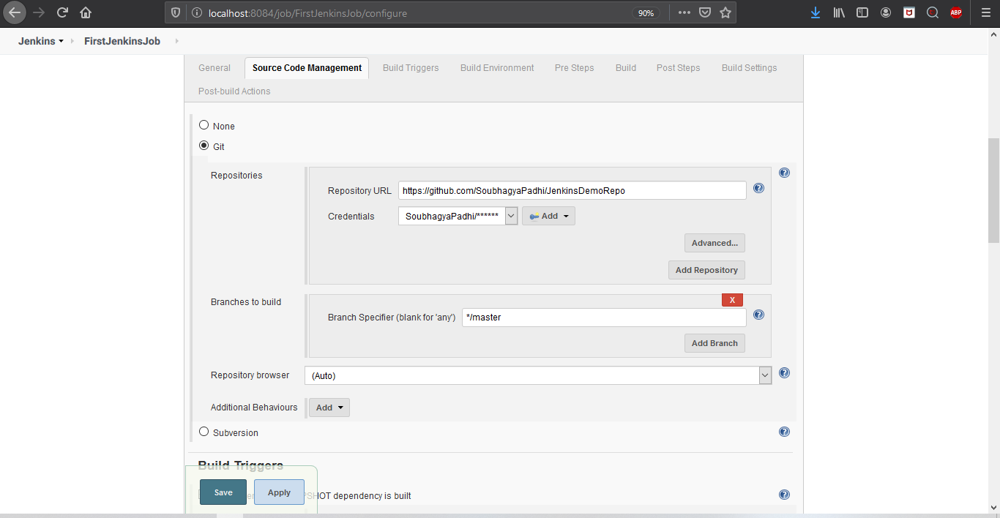 localhost:8084/job/FirstJenkinsJob/configure
90%
ABP
Jenkins
FirstJenkinsJob
General
Source Code Management
Build Triggers
Build Environment
Pre Steps
Build
Post Steps
Build Settings
Post-build Actions
None
Git
Repositories
Repository URL
https://github.com/SoubhagyaPadhi/JenkinsDemoRepo
Credentials
SoubhagyaPadhi/******
Add
Advanced...
Add Repository
Branches to build
X
Branch Specifier (blank for 'any')
*/master
Add Branch
Repository browser
(Auto)
Additional Behaviours
Add
Subversion
Build Triggers
Save
Apply
SHOT dependency is built